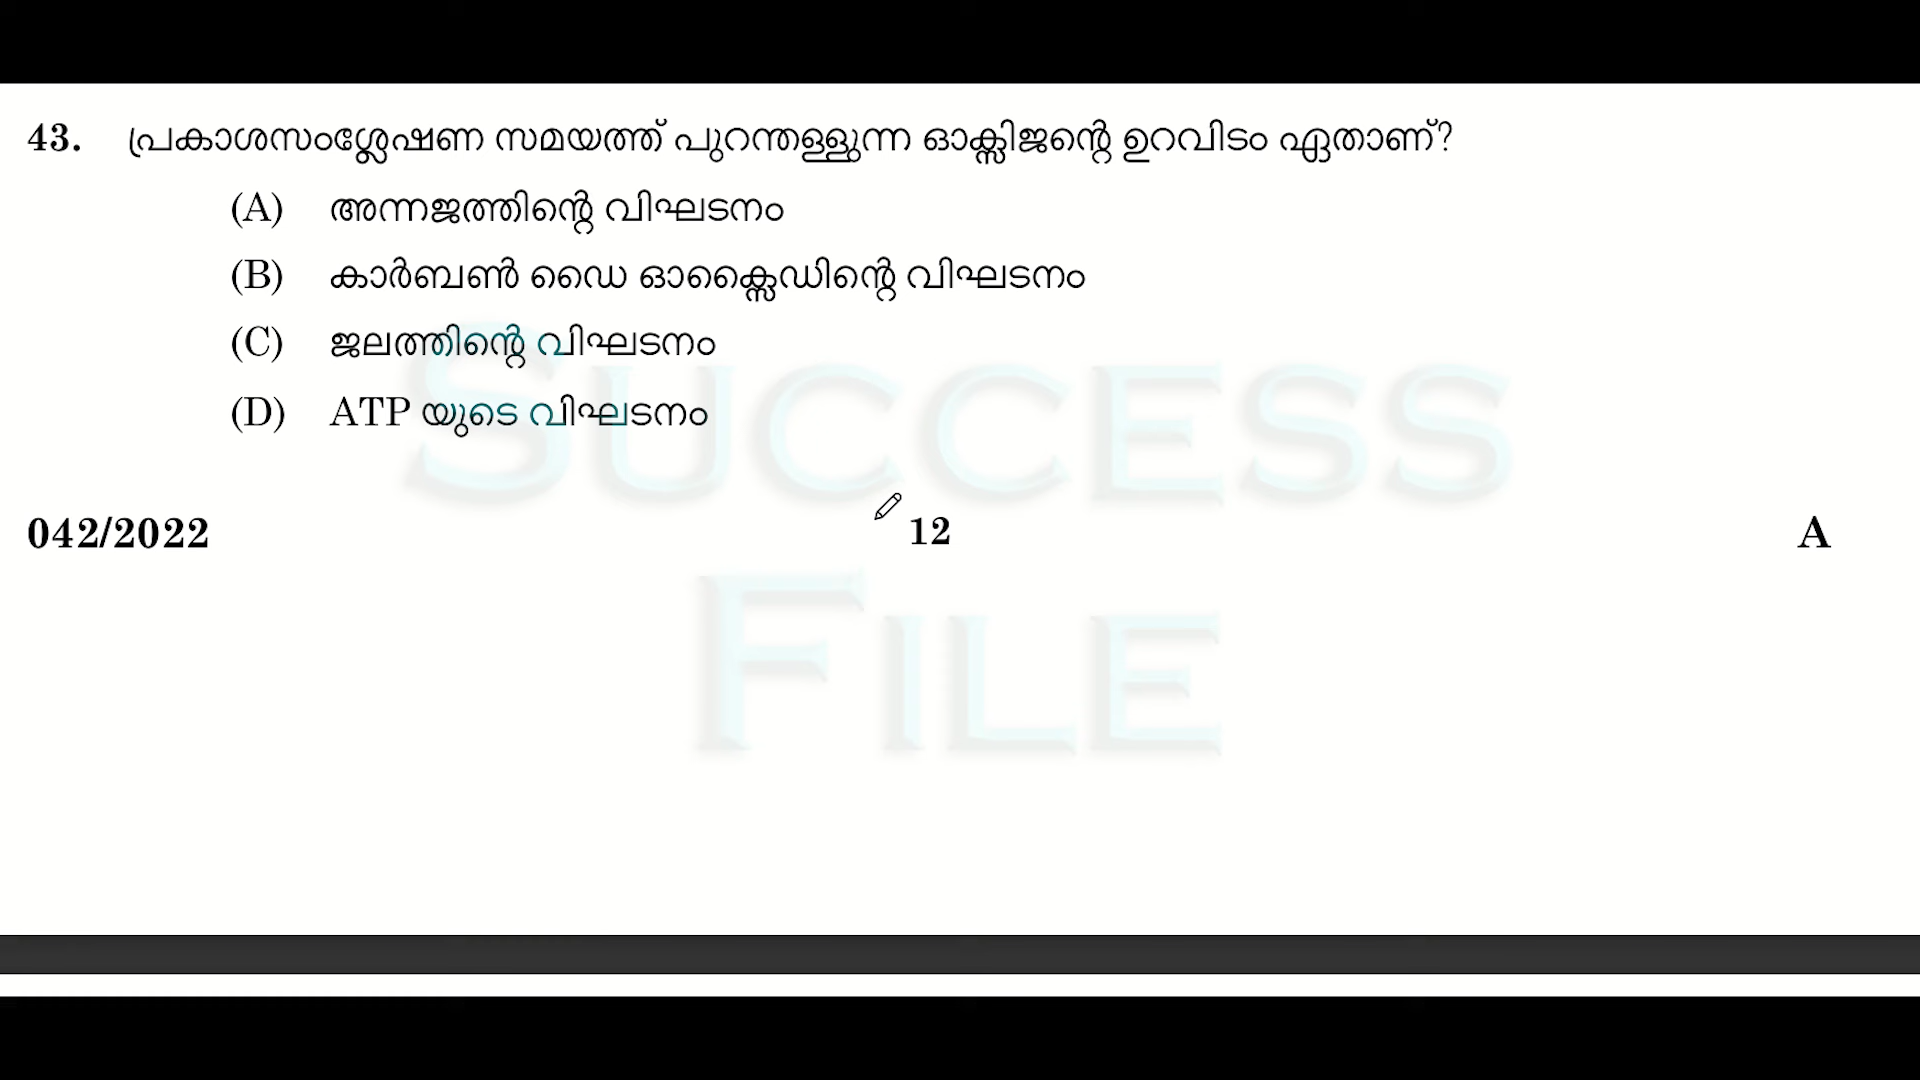 43. പ്രകാശസംശ്ലേഷണ സമയത്ത് പുറന്തള്ളുന്ന ഓക്സിജന്റെ ഉറവിടം ഏതാണ്?
(A) അന്നജത്തിന്റെ വിഘടനം
(B) കാർബൺ ഡൈ ഓക്സൈഡിന്റെ വിഘടനം
(C) ജലത്തിന്റെ വിഘടനം
(D) ATP യുടെ വിഘടനം
SUCCESS
042/2022 12 A
FILE